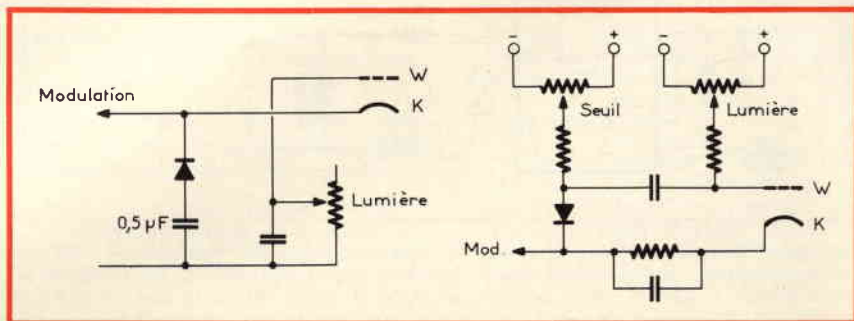 Modulation
W
K
Lumière
0,5 µF
- + - +
Seuil Lumière
W
K
Mod.